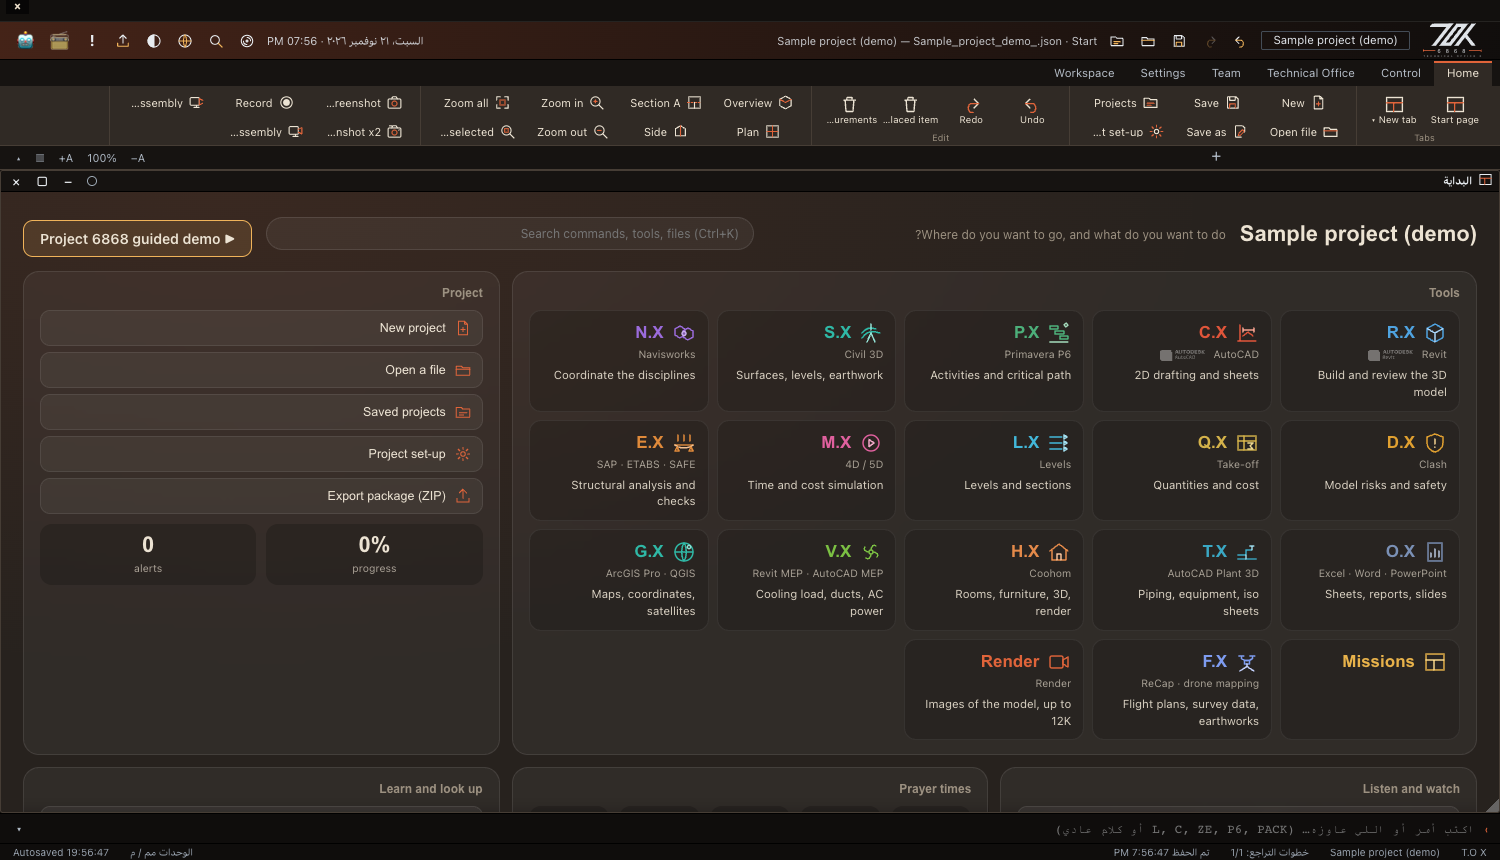 السبت، ٢١ نوفمبر ٢٠٢٦ · 07:56 PM
Sample project (demo) — Sample_project_demo_.json · Start
Sample project (demo)
TOK
6868
Home
Control
Technical Office
Team
Settings
Workspace
Start page
New tab
Tabs
New
Save
Projects
Open file
Save as
...t set-up
Undo
Redo
...laced item
...urements
Edit
Overview
Section A
Zoom in
Zoom all
Plan
Side
Zoom out
...selected
...reenshot
Record
...ssembly
...nshot x2
...ssembly
+
A−
100%
A+
البداية
Sample project (demo)
Where do you want to go, and what do you want to do?
Search commands, tools, files (Ctrl+K)
Project 6868 guided demo
Tools
R.X
Revit
AUTODESK
Revit
Build and review the 3D
model
C.X
AutoCAD
AUTODESK
AutoCAD
2D drafting and sheets
P.X
Primavera P6
Activities and critical path
S.X
Civil 3D
Surfaces, levels, earthwork
N.X
Navisworks
Coordinate the disciplines
D.X
Clash
Model risks and safety
Q.X
Take-off
Quantities and cost
L.X
Levels
Levels and sections
M.X
4D / 5D
Time and cost simulation
E.X
SAP · ETABS · SAFE
Structural analysis and
checks
O.X
Excel · Word · PowerPoint
Sheets, reports, slides
T.X
AutoCAD Plant 3D
Piping, equipment, iso
sheets
H.X
Coohom
Rooms, furniture, 3D,
render
V.X
Revit MEP · AutoCAD MEP
Cooling load, ducts, AC
power
G.X
ArcGIS Pro · QGIS
Maps, coordinates,
satellites
Missions
F.X
ReCap · drone mapping
Flight plans, survey data,
earthworks
Render
Render
Images of the model, up to
12K
Project
New project
Open a file
Saved projects
Project set-up
Export package (ZIP)
0%
progress
0
alerts
Listen and watch
Prayer times
Learn and look up
اكتب أمر أو اللي عاوزه… (L, C, ZE, P6, PACK أو كلام عادي)
T.O X
Sample project (demo)
خطوات التراجع: 1/1
تم الحفظ 7:56:47 PM
الوحدات مم / م
Autosaved 19:56:47